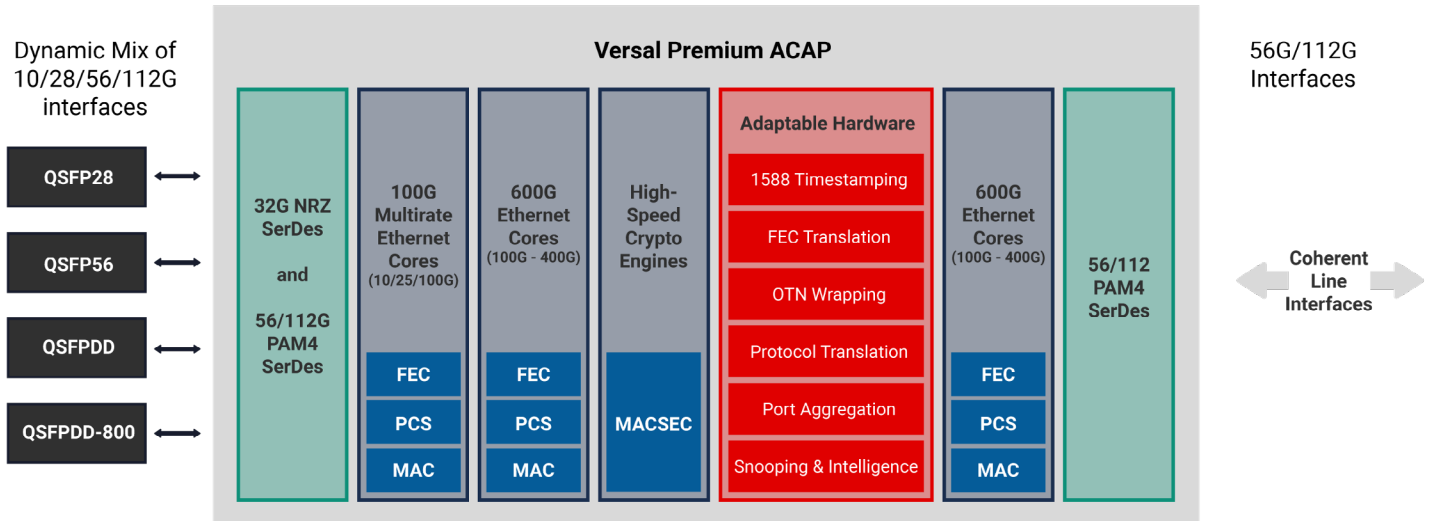 Versal Premium ACAP
Dynamic Mix of
10/28/56/112G
interfaces
QSFP28
QSFP56
QSFPDD
QSFPDD-800
32G NRZ
SerDes
and
56/112G
PAM4
SerDes
100G
Multirate
Ethernet
Cores
(10/25/100G)
FEC
PCS
MAC
600G
Ethernet
Cores
(100G - 400G)
FEC
PCS
MAC
High-
Speed
Crypto
Engines
MACSEC
Adaptable Hardware
1588 Timestamping
FEC Translation
OTN Wrapping
Protocol Translation
Port Aggregation
Snooping & Intelligence
600G
Ethernet
Cores
(100G - 400G)
FEC
PCS
MAC
56/112
PAM4
SerDes
56G/112G
Interfaces
Coherent
Line
Interfaces